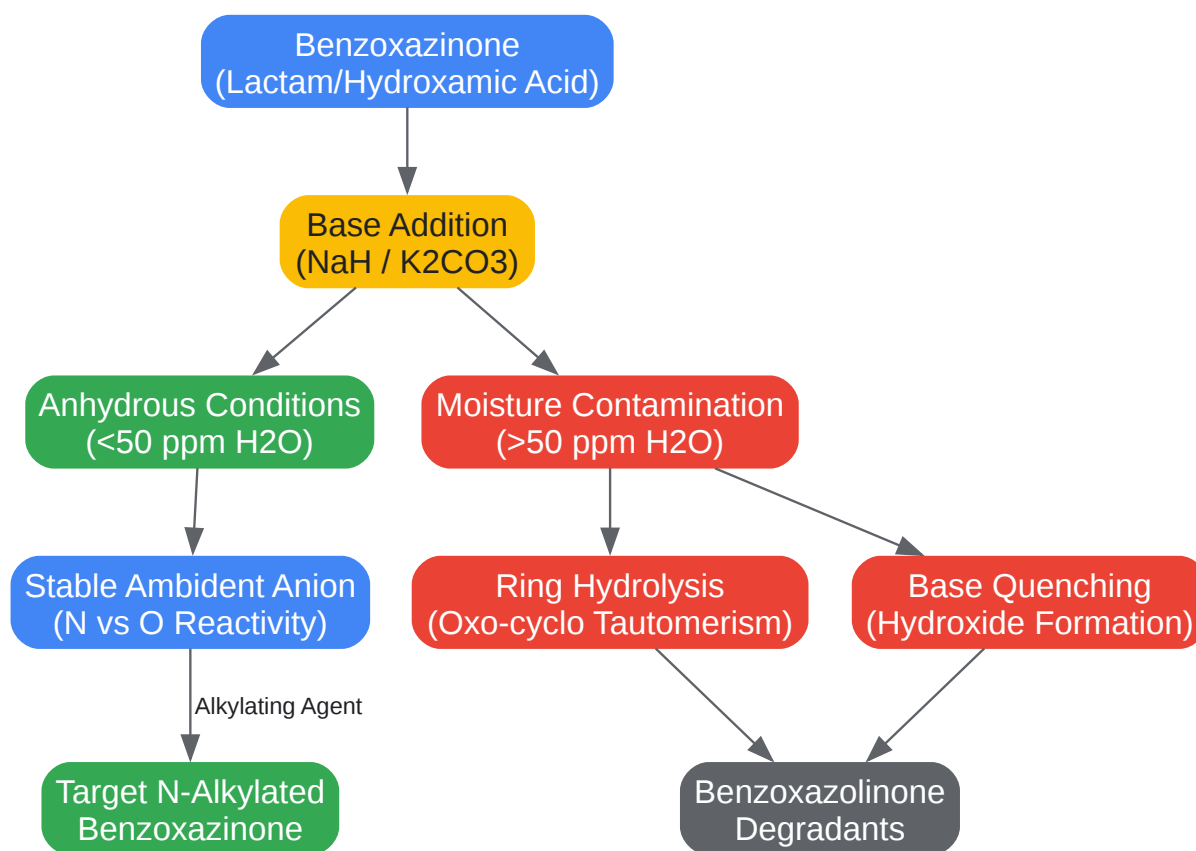 Benzoxazinone
(Lactam/Hydroxamic Acid)
Base Addition
(NaH / K2CO3)
Anhydrous Conditions
(<50 ppm H2O)
Moisture Contamination
(>50 ppm H2O)
Stable Ambident Anion
(N vs O Reactivity)
Ring Hydrolysis
(Oxo-cyclo Tautomerism)
Base Quenching
(Hydroxide Formation)
Alkylating Agent
Target N-Alkylated
Benzoxazinone
Benzoxazolinone
Degradants